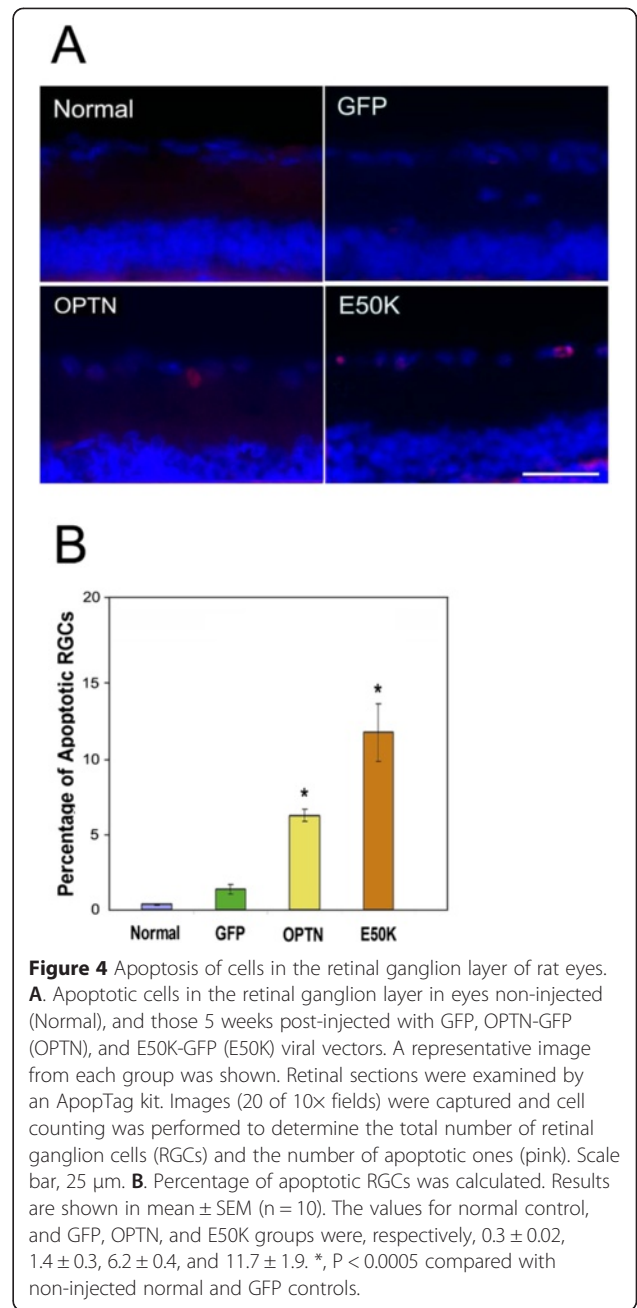 A
Normal
GFP
OPTN
E50K
B
Percentage of Apoptotic RGCs
20
15
10
5
0
*
*
Normal
GFP
OPTN
E50K
Figure 4 Apoptosis of cells in the retinal ganglion layer of rat eyes.
A. Apoptotic cells in the retinal ganglion layer in eyes non-injected
(Normal), and those 5 weeks post-injected with GFP, OPTN-GFP
(OPTN), and E50K-GFP (E50K) viral vectors. A representative image
from each group was shown. Retinal sections were examined by
an ApopTag kit. Images (20 of 10× fields) were captured and cell
counting was performed to determine the total number of retinal
ganglion cells (RGCs) and the number of apoptotic ones (pink). Scale
bar, 25 μm. B. Percentage of apoptotic RGCs was calculated. Results
are shown in mean ± SEM (n = 10). The values for normal control,
and GFP, OPTN, and E50K groups were, respectively, 0.3 ± 0.02,
1.4 ± 0.3, 6.2 ± 0.4, and 11.7 ± 1.9. *, P < 0.0005 compared with
non-injected normal and GFP controls.